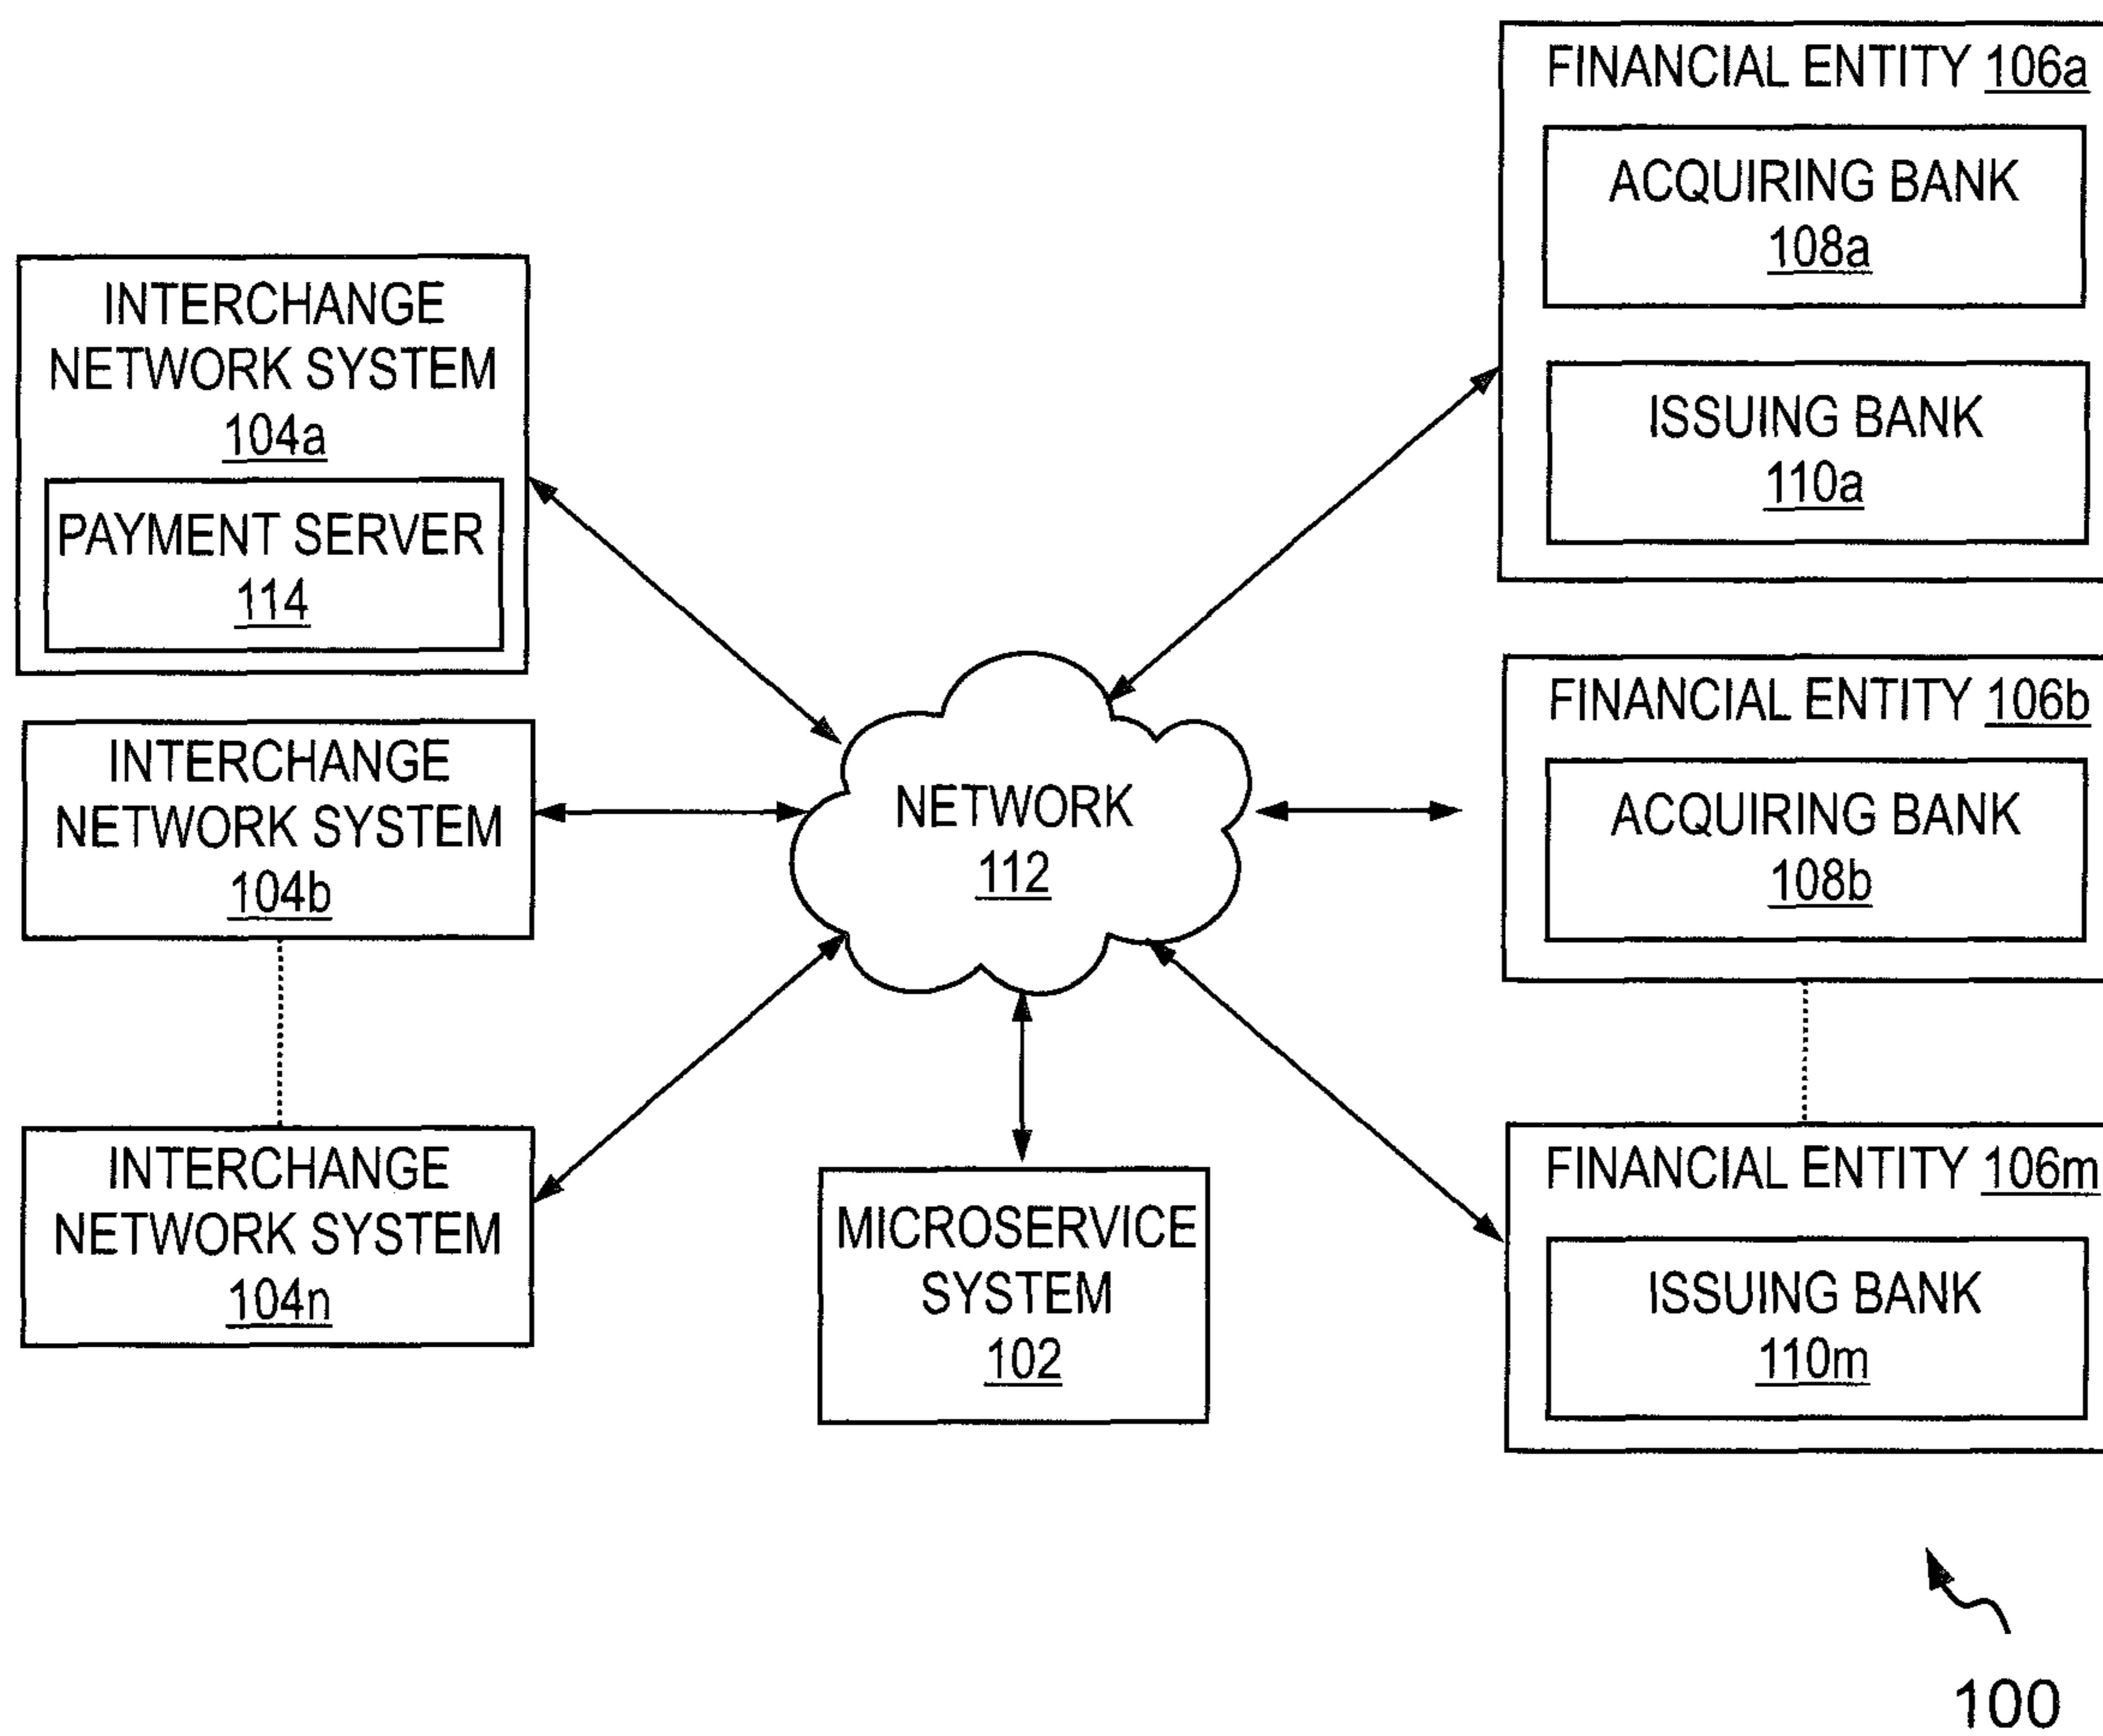 INTERCHANGE
NETWORK SYSTEM
104a
PAYMENT SERVER
114
INTERCHANGE
NETWORK SYSTEM
104b
INTERCHANGE
NETWORK SYSTEM
104n
NETWORK
112
MICROSERVICE
SYSTEM
102
FINANCIAL ENTITY 106a
ACQUIRING BANK
108a
ISSUING BANK
110a
FINANCIAL ENTITY 106b
ACQUIRING BANK
108b
FINANCIAL ENTITY 106m
ISSUING BANK
110m
100